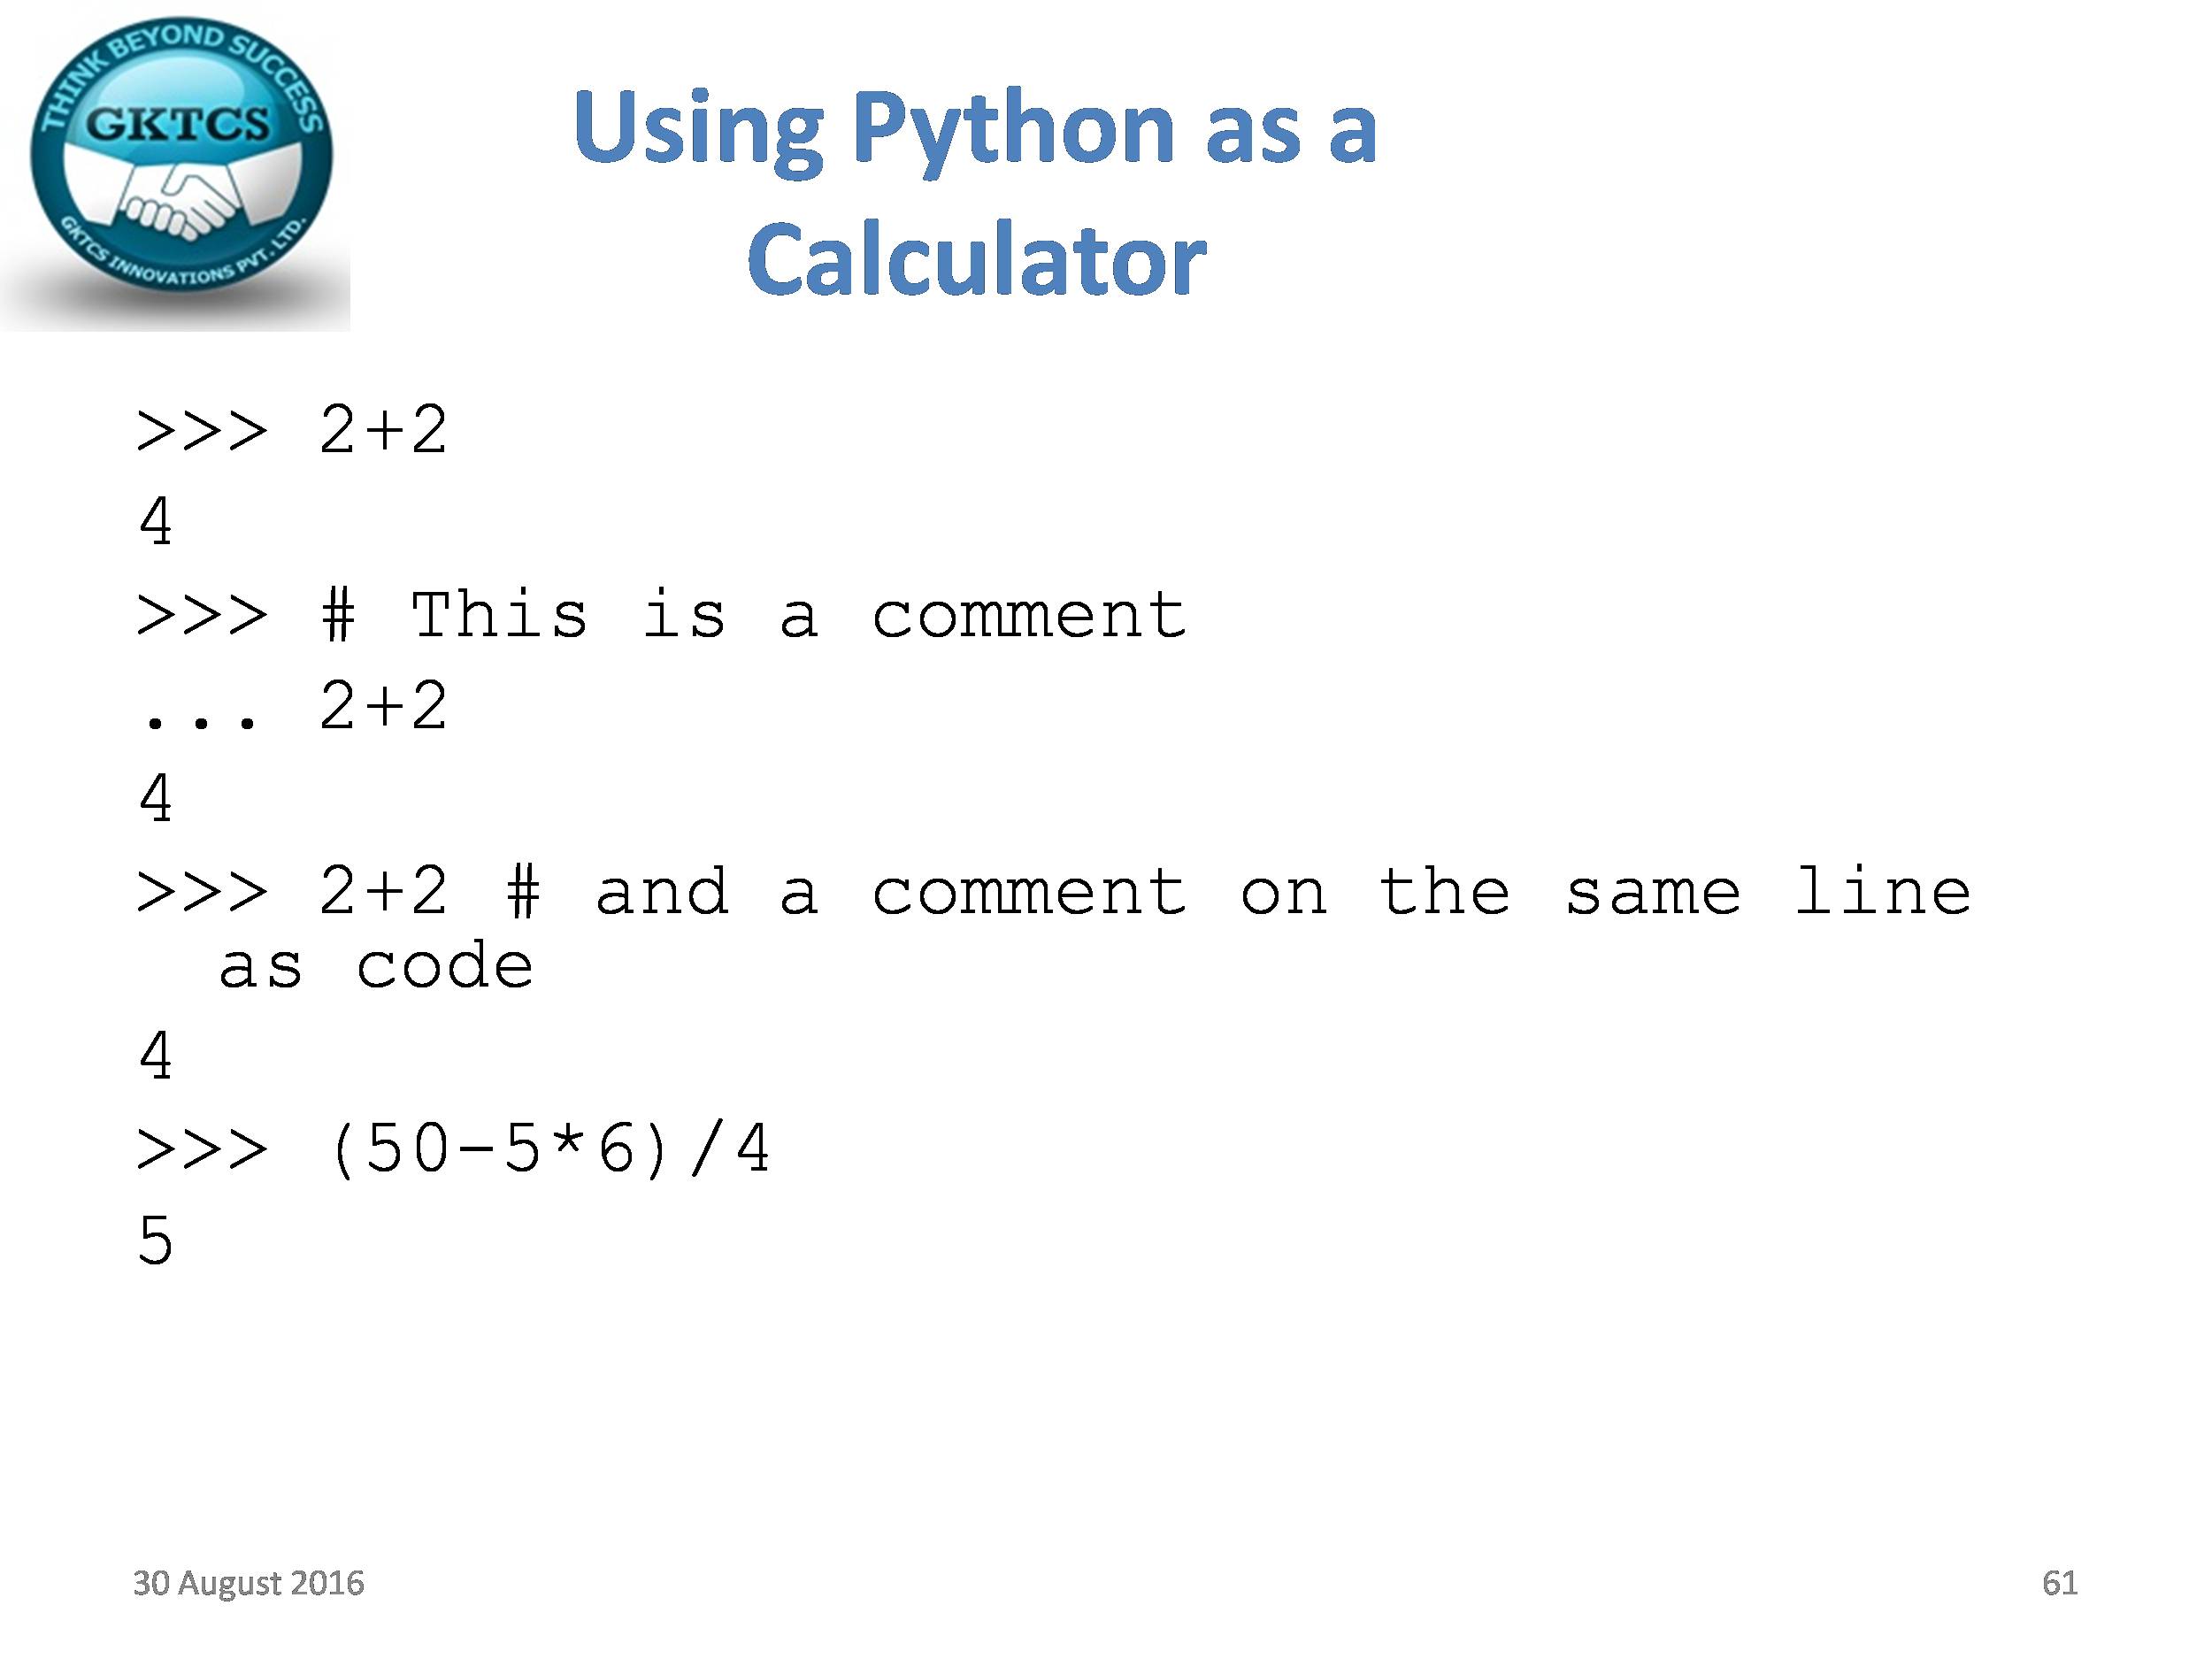 THINK BEYOND SUCCESS
GKTCS
GKTCS INNOVATIONS PVT. LTD.
Using Python as a
Calculator
>>> 2+2
4
>>> # This is a comment
... 2+2
4
>>> 2+2 # and a comment on the same line
as code
4
>>> (50-5*6)/4
5
30 August 2016
61